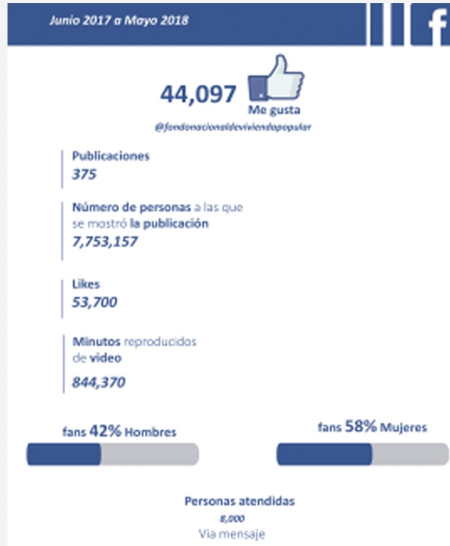 Junio 2017 a Mayo 2018
f
44,097
Me gusta
@fondonacionaldeviviendapopular
Publicaciones
375
Número de personas a las que
se mostró la publicación
7,753,157
Likes
53,700
Minutos reproducidos
de video
844,370
fans 42% Hombres
fans 58% Mujeres
Personas atendidas
8,000
Via mensaje